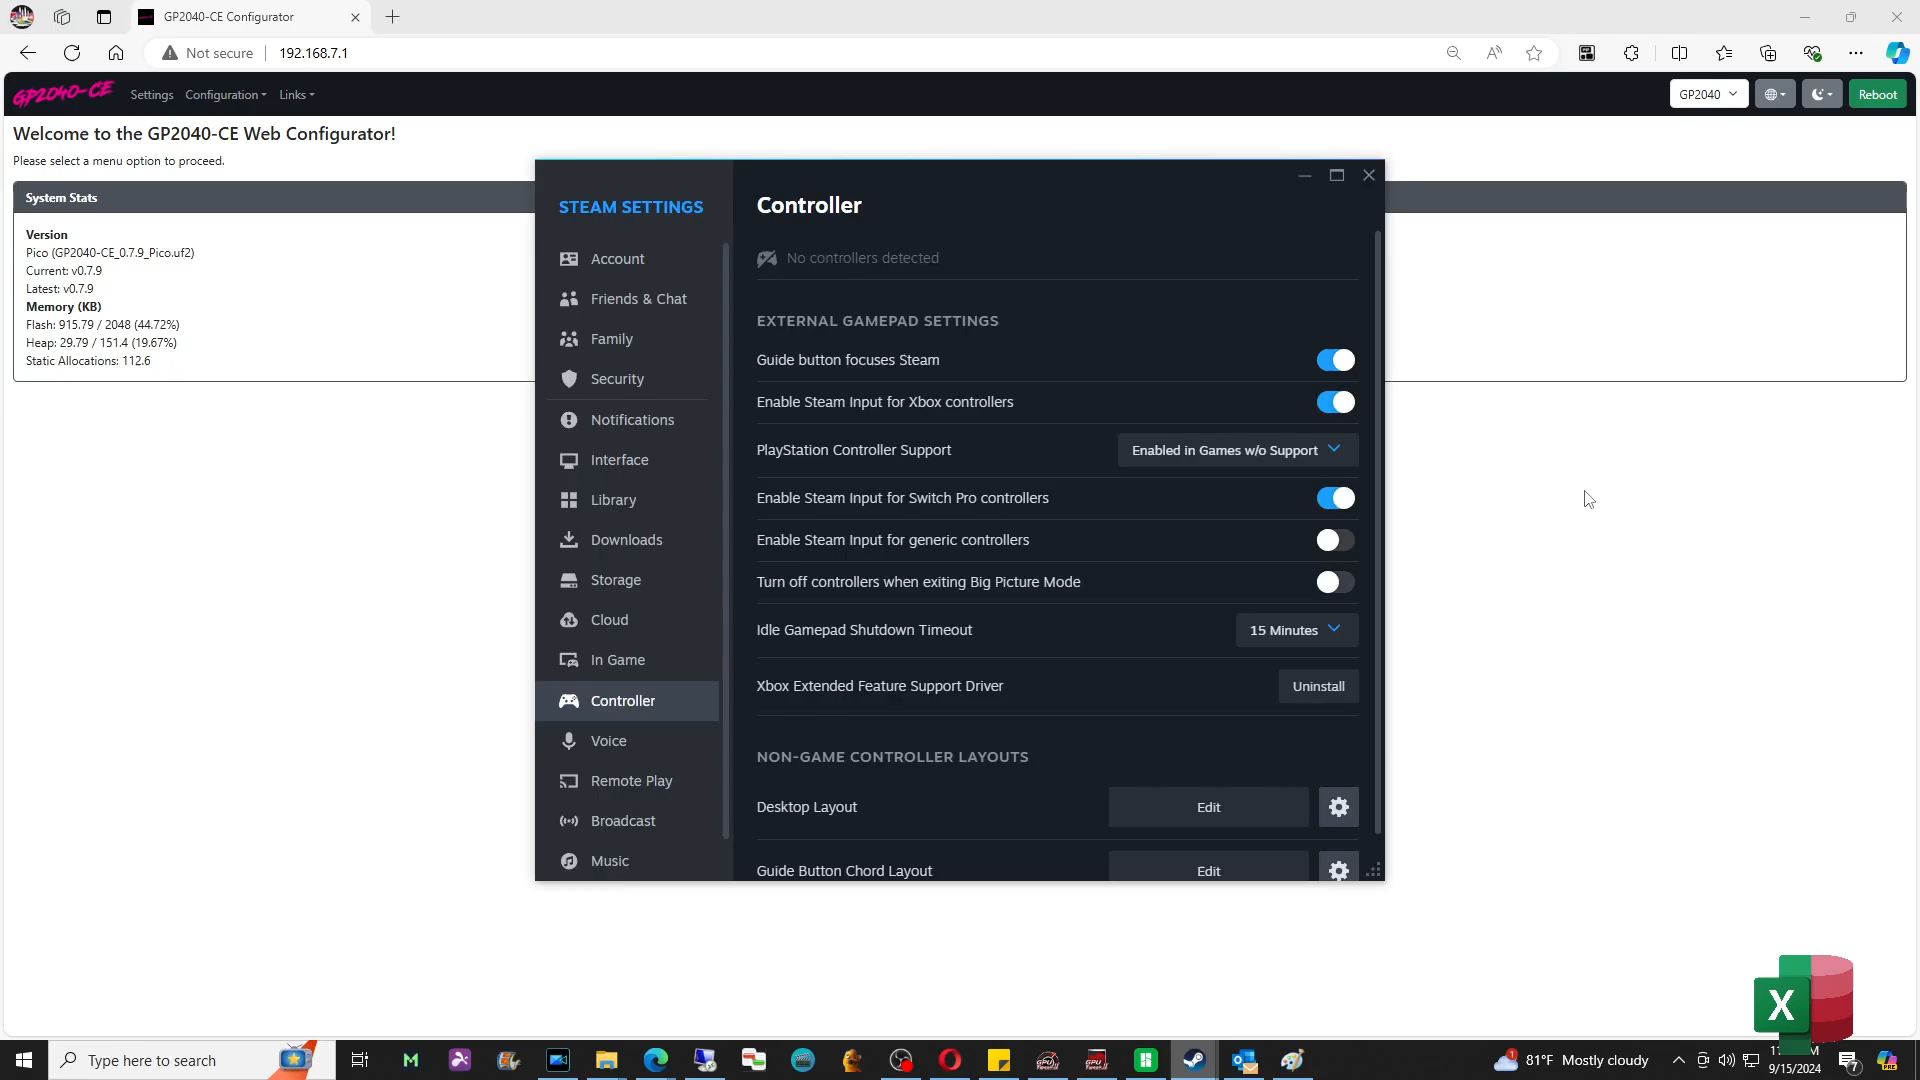 GP2040-CE Configurator
Not secure
192.168.7.1
GP2040-CE
Settings
Configuration
Links
GP2040
Reboot
Welcome to the GP2040-CE Web Configurator!
Please select a menu option to proceed.
System Stats
Version
Pico (GP2040-CE_0.7.9_Pico.uf2)
Current: v0.7.9
Latest: v0.7.9
Memory (KB)
Flash: 915.79 / 2048 (44.72%)
Heap: 29.79 / 151.4 (19.67%)
Static Allocations: 112.6
STEAM SETTINGS
Account
Friends & Chat
Family
Security
Notifications
Interface
Library
Downloads
Storage
Cloud
In Game
Controller
Voice
Remote Play
Broadcast
Music
Controller
No controllers detected
EXTERNAL GAMEPAD SETTINGS
Guide button focuses Steam
Enable Steam Input for Xbox controllers
PlayStation Controller Support
Enabled in Games w/o Support
Enable Steam Input for Switch Pro controllers
Enable Steam Input for generic controllers
Turn off controllers when exiting Big Picture Mode
Idle Gamepad Shutdown Timeout
15 Minutes
Xbox Extended Feature Support Driver
Uninstall
NON-GAME CONTROLLER LAYOUTS
Desktop Layout
Edit
Guide Button Chord Layout
Edit
X
Type here to search
81°F Mostly cloudy
9/15/2024
7